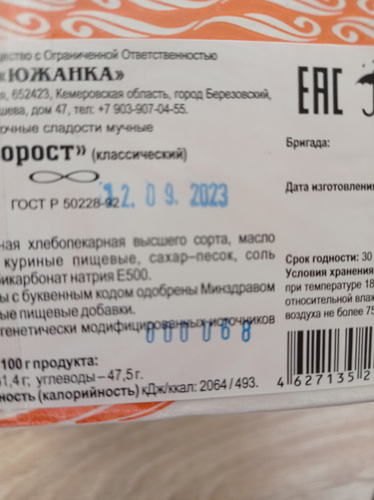 щество с Ограниченной Ответственностью
«ЮЖАНКА»
652423, Кемеровская область, город Березовский,
дом 47, тел: +7 903-907-04-55.
сладости мучные
орост» (классический)
12.09.2023
ГОСТ Р 50228-92
ная хлебопекарная высшего сорта, масло
куриные пищевые, сахар-песок, соль
икарбонат натрия Е500.
ы с буквенным кодом одобрены Минздравом
ые пищевые добавки.
генетически модифицированных источников
000068
100 г продукта:
1,4 г; углеводы – 47,5 г.
ность (калорийность) кДж/ккал: 2064 / 493.
EAC
Бригада:
Дата изготовлени
Срок годности: 30
Условия хранения
при температуре 18
относительной влаж
воздуха не более 75
4 627135 2